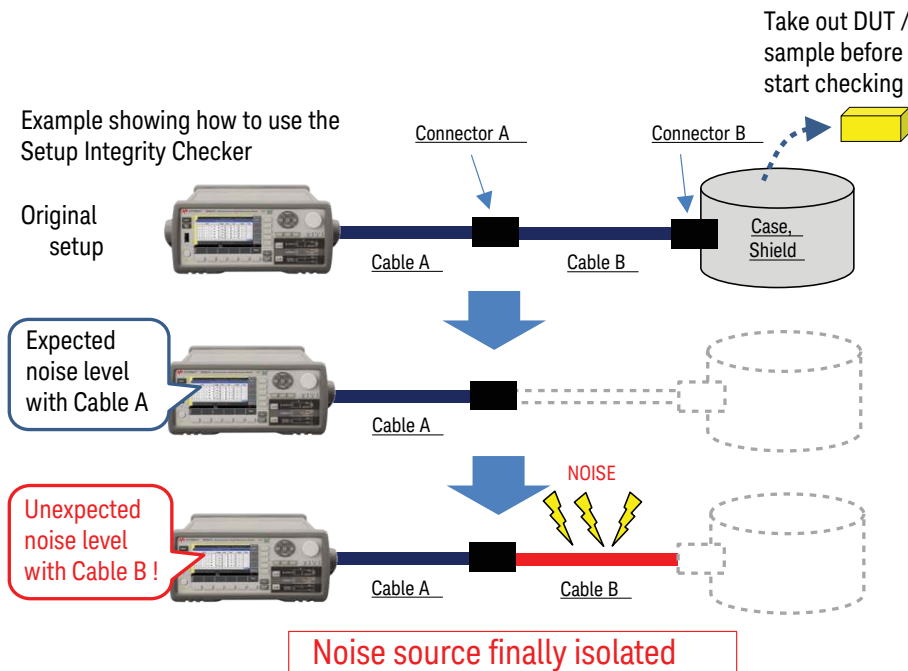 Take out DUT /
sample before
start checking
Example showing how to use the
Setup Integrity Checker
Connector A
Connector B
Original
setup
Case,
Shield
Cable A
Cable B
Expected
noise level
with Cable A
Cable A
NOISE
Unexpected
noise level
with Cable B !
Cable A
Cable B
Noise source finally isolated